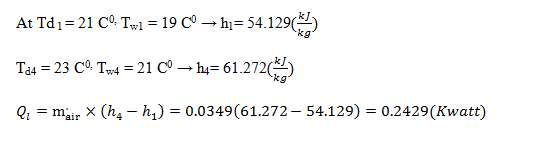 At Td₁ = 21 C⁰, Tw₁ = 19 C⁰ → h₁= 54.129(kJ/kg)
Td₄ = 23 C⁰, Tw₄ = 21 C⁰ → h₄= 61.272(kJ/kg)
Qₗ = ṁair × (h₄ − h₁) = 0.0349(61.272 − 54.129) = 0.2429(Kwatt)